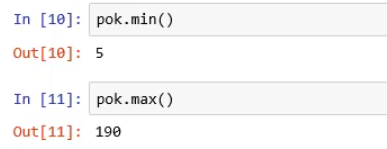 In [10]: pok.min()
Out[10]: 5
In [11]: pok.max()
Out[11]: 190